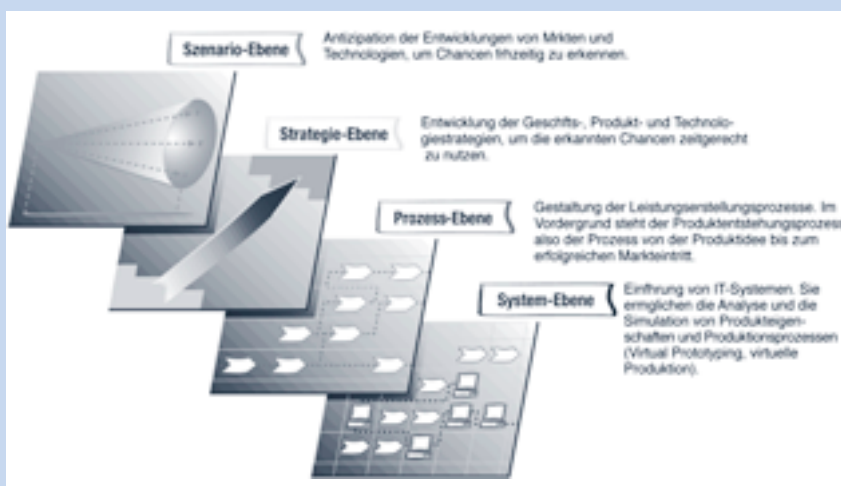 Szenario-Ebene
Antizipation der Entwicklungen von Mrkten und
Technologien, um Chancen frhzeitig zu erkennen.
Strategie-Ebene
Entwicklung der Geschfts-, Produkt- und Technolo-
giestrategien, um die erkannten Chancen zeitgerecht
zu nutzen.
Prozess-Ebene
Gestaltung der Leistungserstellungsprozesse. Im
Vordergrund steht der Produktentstehungsprozess
also der Prozess von der Produktidee bis zum
erfolgreichen Markteintritt.
System-Ebene
Einfhrung von IT-Systemen. Sie
ermglichen die Analyse und die
Simulation von Produkteigen-
schaften und Produktionsprozessen
(Virtual Prototyping, virtuelle
Produktion).